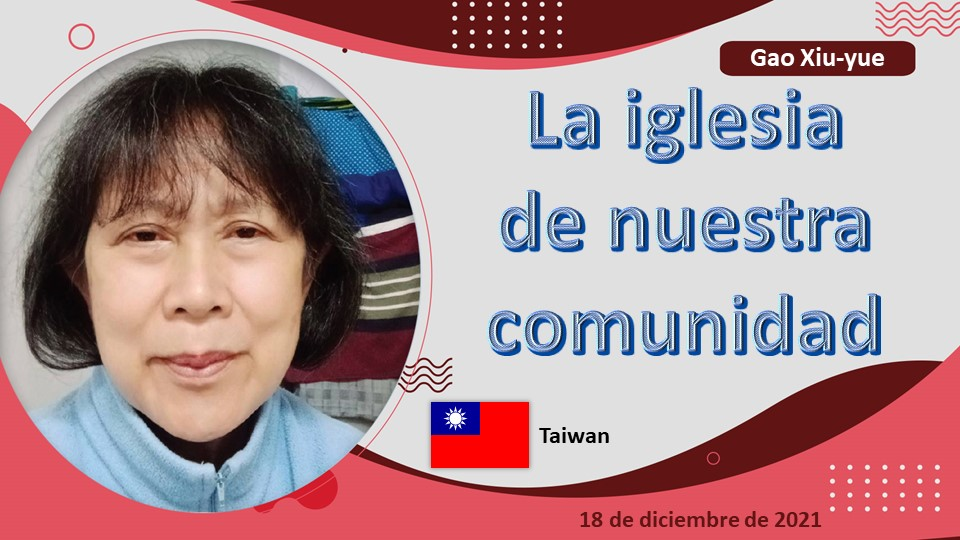 Gao Xiu-yue
La iglesia
de nuestra
comunidad
Taiwan
18 de diciembre de 2021